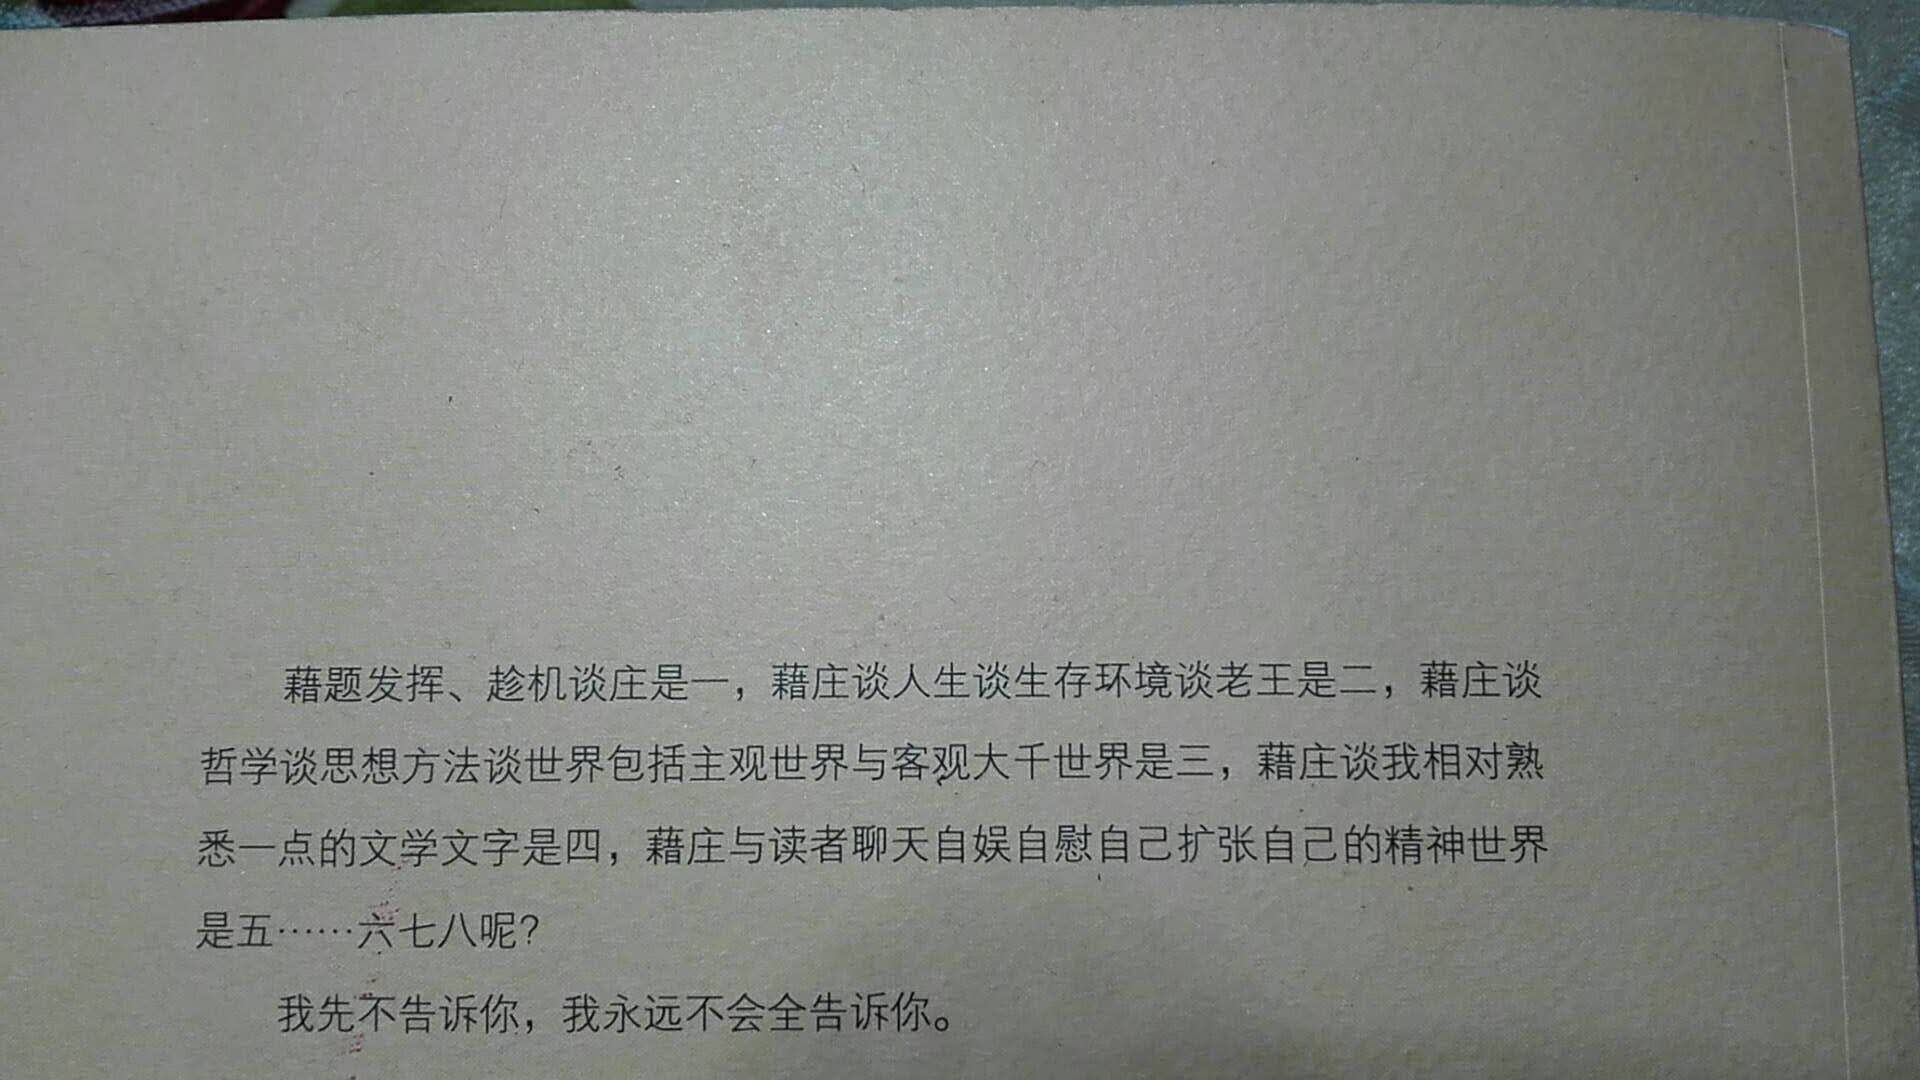 藉题发挥、趁机谈庄是一，藉庄谈人生谈生存环境谈老王是二，藉庄谈
哲学谈思想方法谈世界包括主观世界与客观大千世界是三，藉庄谈我相对熟
悉一点的文学文字是四，藉庄与读者聊天自娱自慰自己扩张自己的精神世界
是五……六七八呢？
我先不告诉你，我永远不会全告诉你。